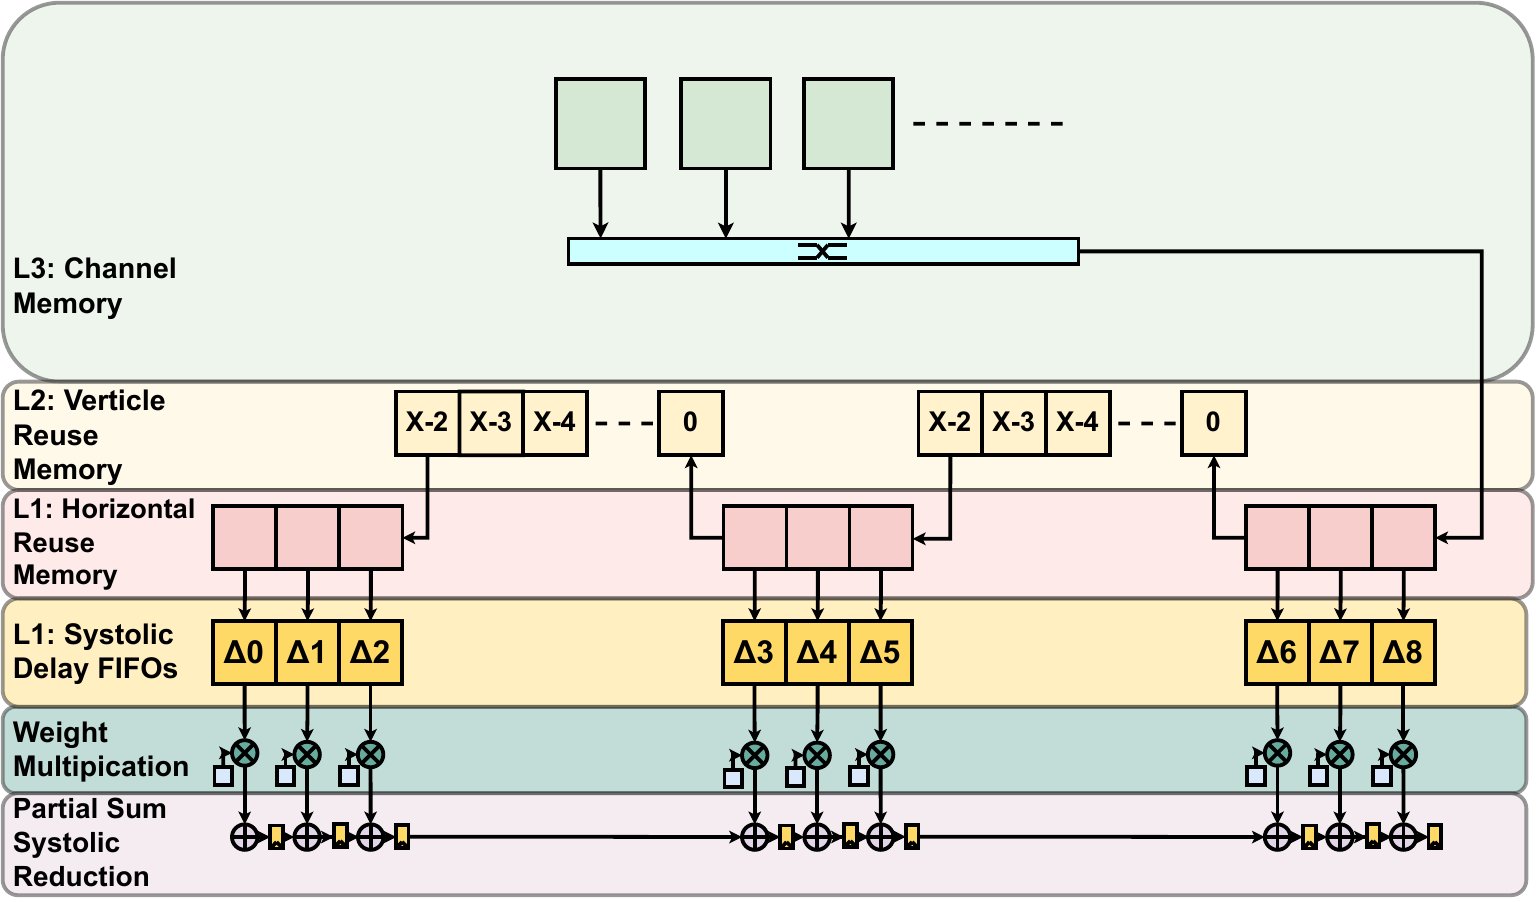 L3: Channel
Memory
L2: Verticle
Reuse
Memory
X-2 X-3 X-4 0 X-2 X-3 X-4 0
L1: Horizontal
Reuse
Memory
L1: Systolic
Delay FIFOs
Δ0 Δ1 Δ2 Δ3 Δ4 Δ5 Δ6 Δ7 Δ8
Weight
Multipication
Partial Sum
Systolic
Reduction